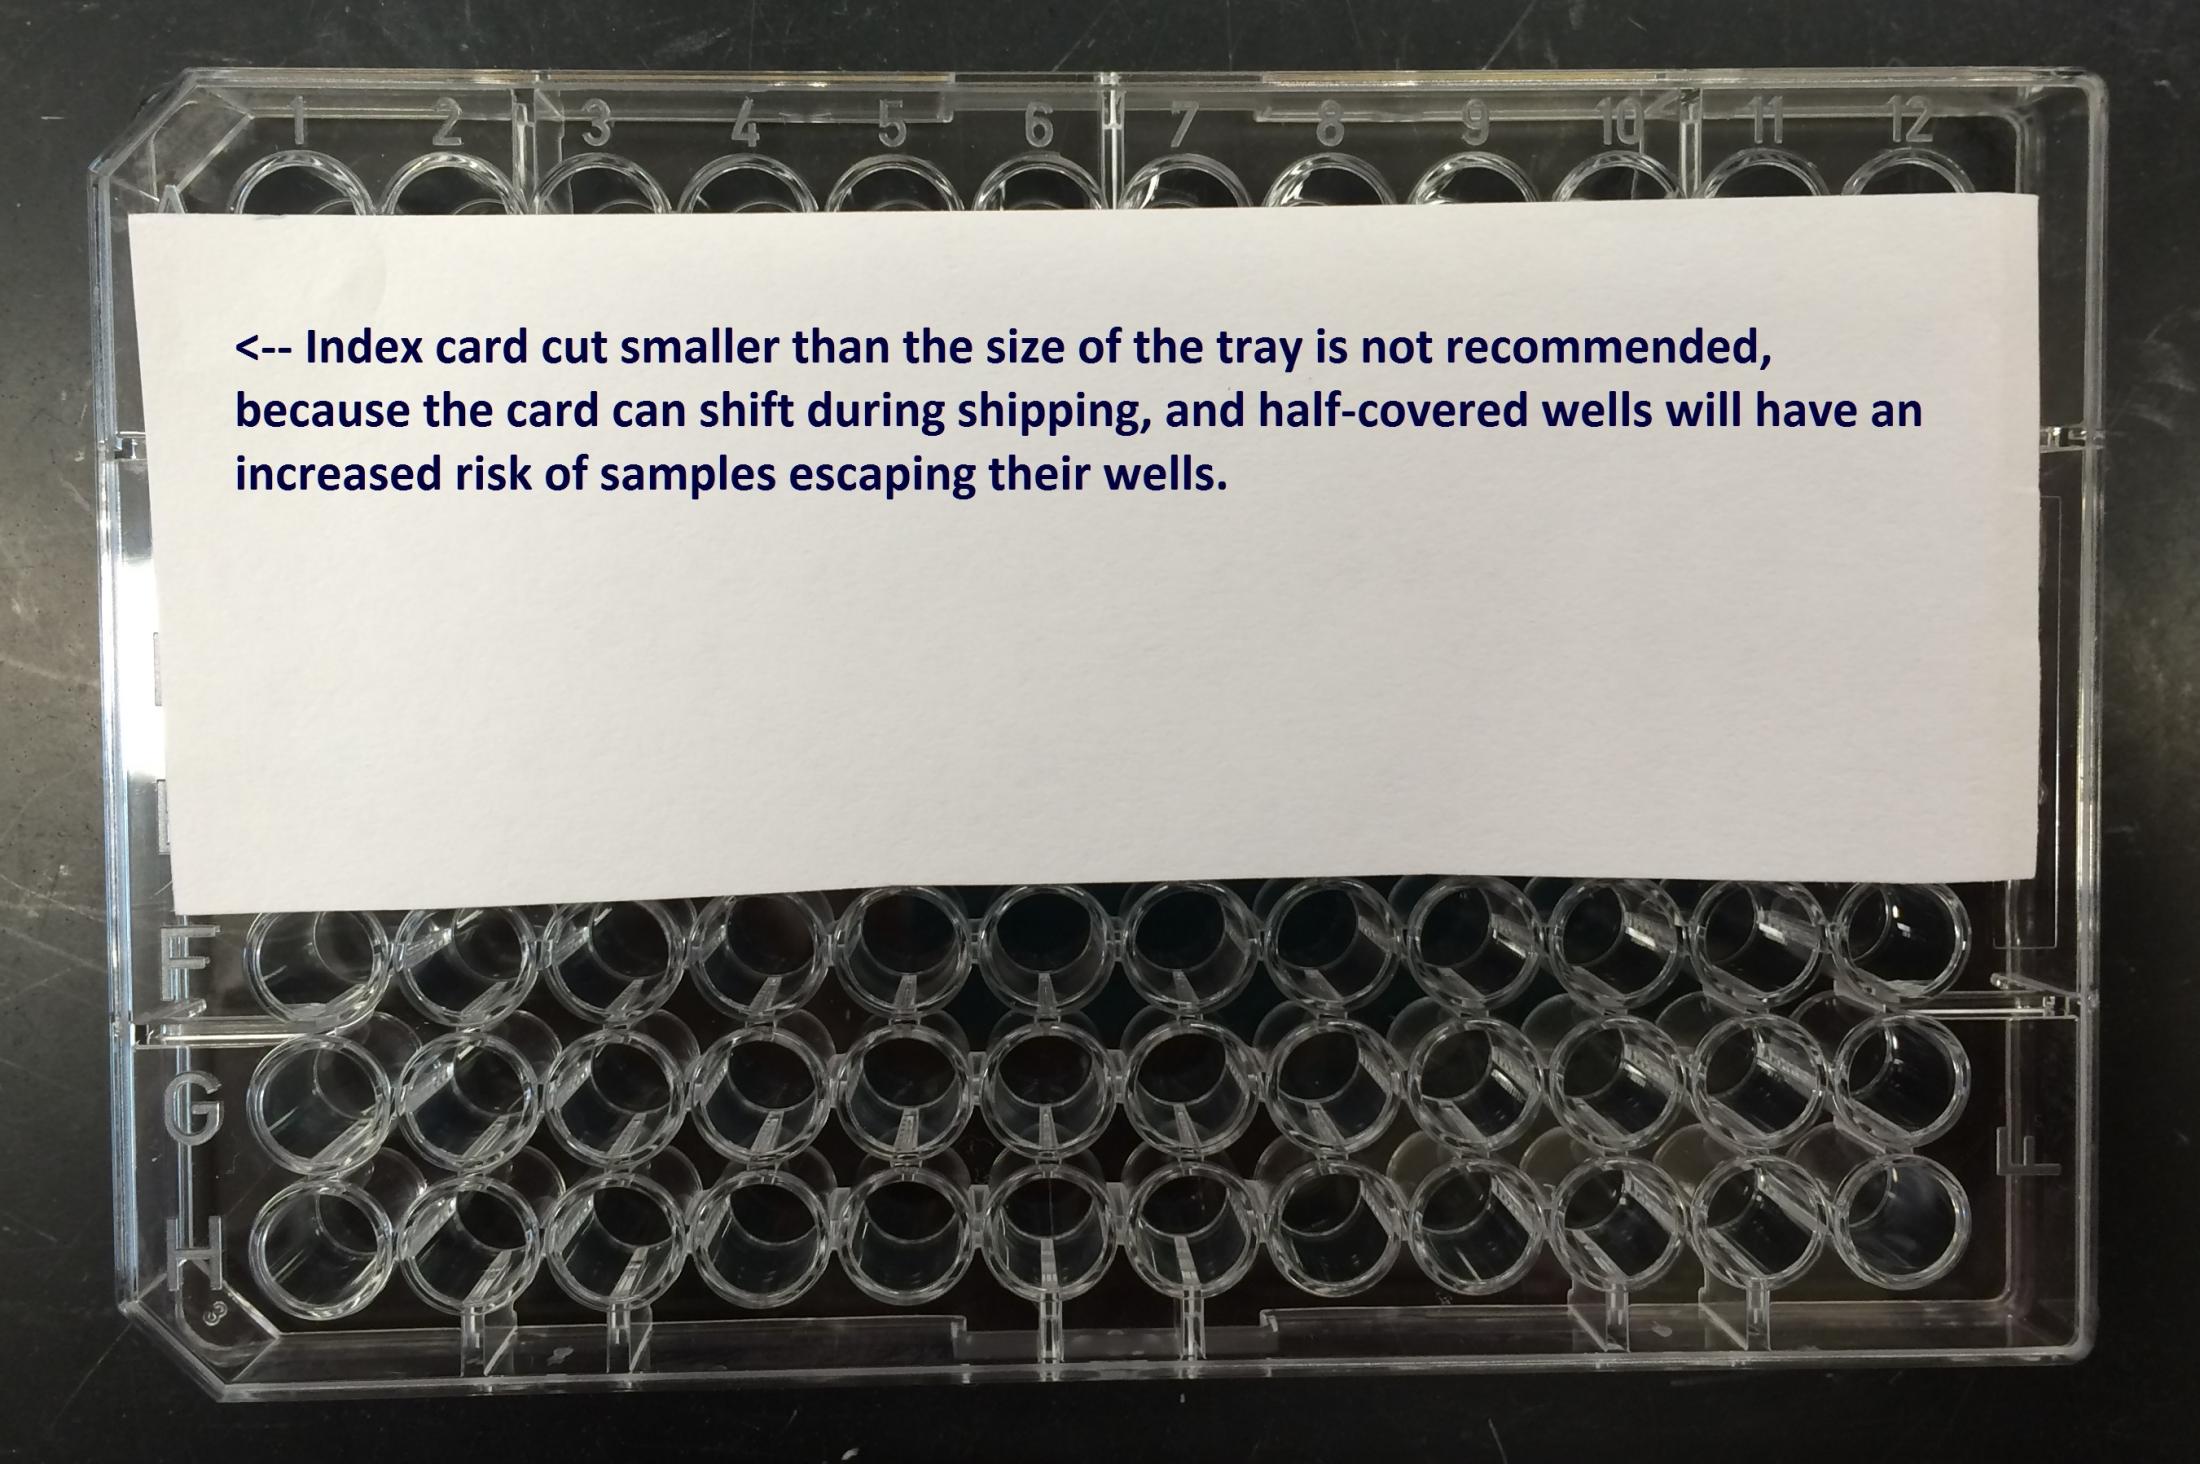 1 2 3 4 5 6 7 8 9 10 11 12
A
<-- Index card cut smaller than the size of the tray is not recommended,
because the card can shift during shipping, and half-covered wells will have an
increased risk of samples escaping their wells.
F
G
H